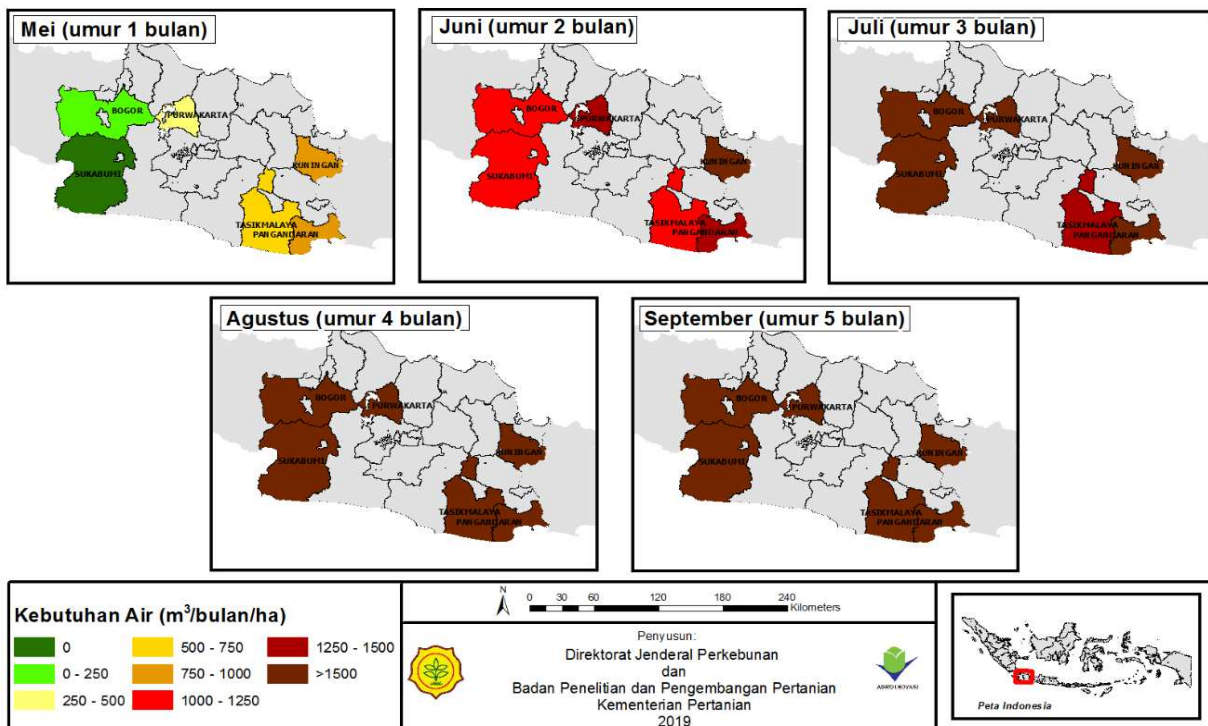 Mei (umur 1 bulan)
BOGOR
PURWAKARTA
SUKABUMI
KUNINGAN
TASIKMALAYA
PANGANDARAN
Juni (umur 2 bulan)
BOGOR
PURWAKARTA
SUKABUMI
KUNINGAN
TASIKMALAYA
PANGANDARAN
Juli (umur 3 bulan)
BOGOR
PURWAKARTA
SUKABUMI
KUNINGAN
TASIKMALAYA
PANGANDARAN
Agustus (umur 4 bulan)
BOGOR
PURWAKARTA
SUKABUMI
KUNINGAN
TASIKMALAYA
PANGANDARAN
September (umur 5 bulan)
BOGOR
PURWAKARTA
SUKABUMI
KUNINGAN
TASIKMALAYA
PANGANDARAN
Kebutuhan Air (m³/bulan/ha)
0
0 - 250
250 - 500
500 - 750
750 - 1000
1000 - 1250
1250 - 1500
>1500
N
0 30 60 120 180 240
Kilometers
Penyusun:
Direktorat Jenderal Perkebunan
dan
Badan Penelitian dan Pengembangan Pertanian
Kementerian Pertanian
2019
AGRO INOVASI
Peta Indonesia